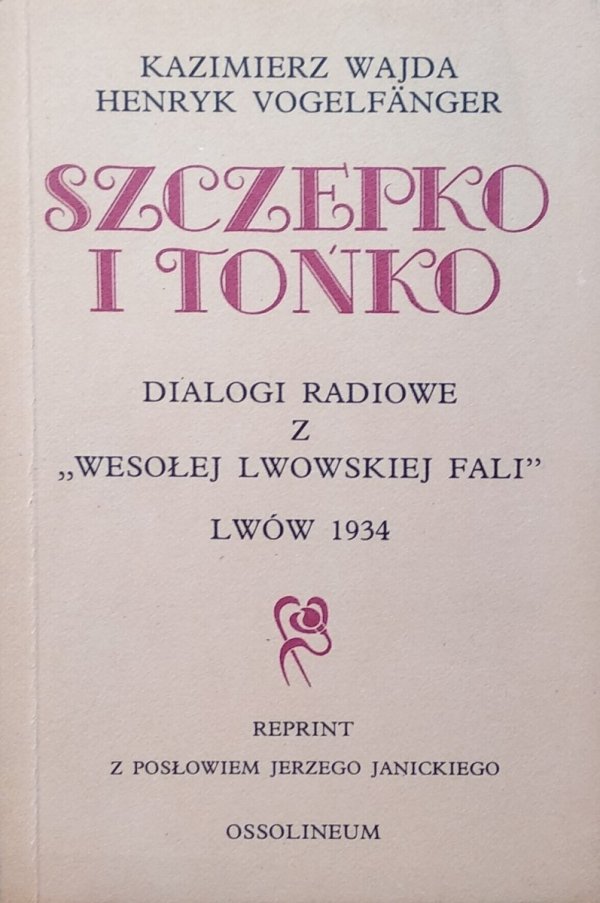 KAZIMIERZ WAJDA
HENRYK VOGELFÄNGER
SZCZEPKO
I TOŃKO
DIALOGI RADIOWE
Z
„WESOŁEJ LWOWSKIEJ FALI”
LWÓW 1934
REPRINT
Z POSŁOWIEM JERZEGO JANICKIEGO
OSSOLINEUM